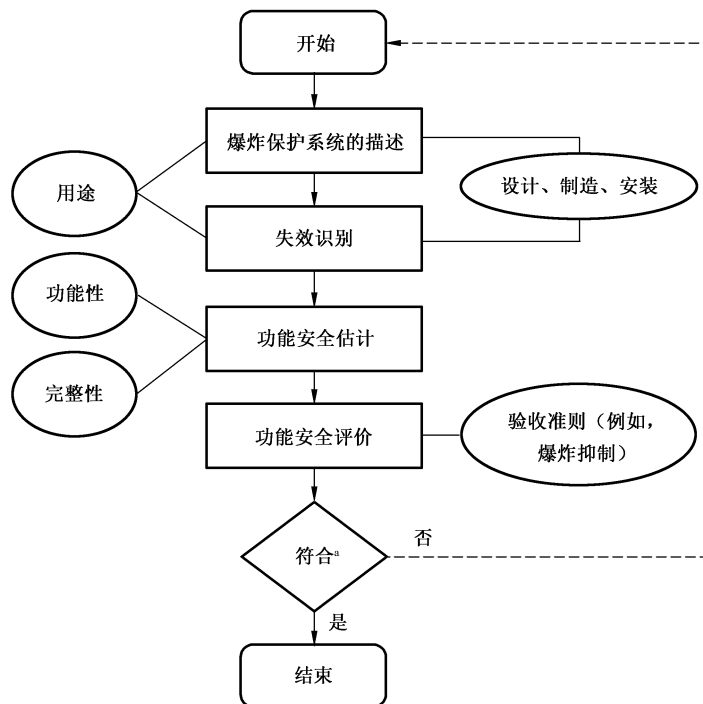 开始
爆炸保护系统的描述
用途
设计、制造、安装
失效识别
功能性
功能安全估计
完整性
功能安全评价
验收准则（例如，
爆炸抑制）
符合ᵃ
否
是
结束